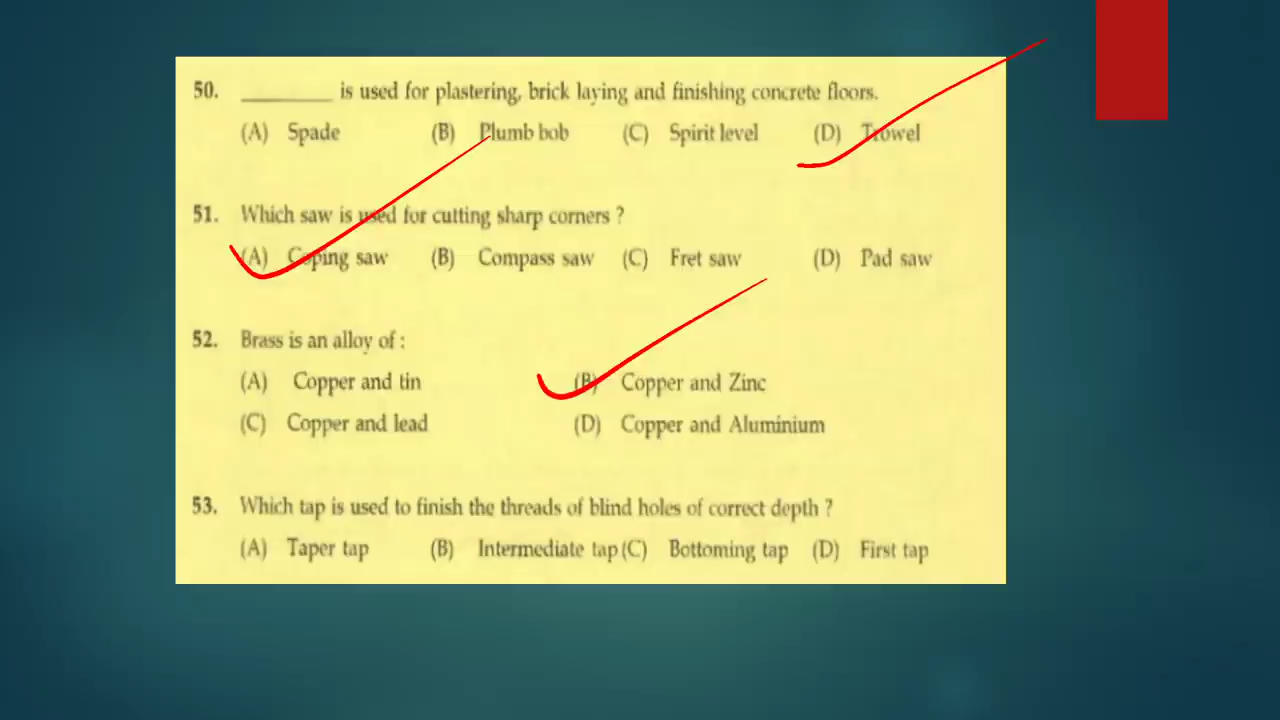 50. ________ is used for plastering, brick laying and finishing concrete floors.
(A) Spade (B) Plumb bob (C) Spirit level (D) Trowel
51. Which saw is used for cutting sharp corners ?
(A) Coping saw (B) Compass saw (C) Fret saw (D) Pad saw
52. Brass is an alloy of :
(A) Copper and tin (B) Copper and Zinc
(C) Copper and lead (D) Copper and Aluminium
53. Which tap is used to finish the threads of blind holes of correct depth ?
(A) Taper tap (B) Intermediate tap (C) Bottoming tap (D) First tap